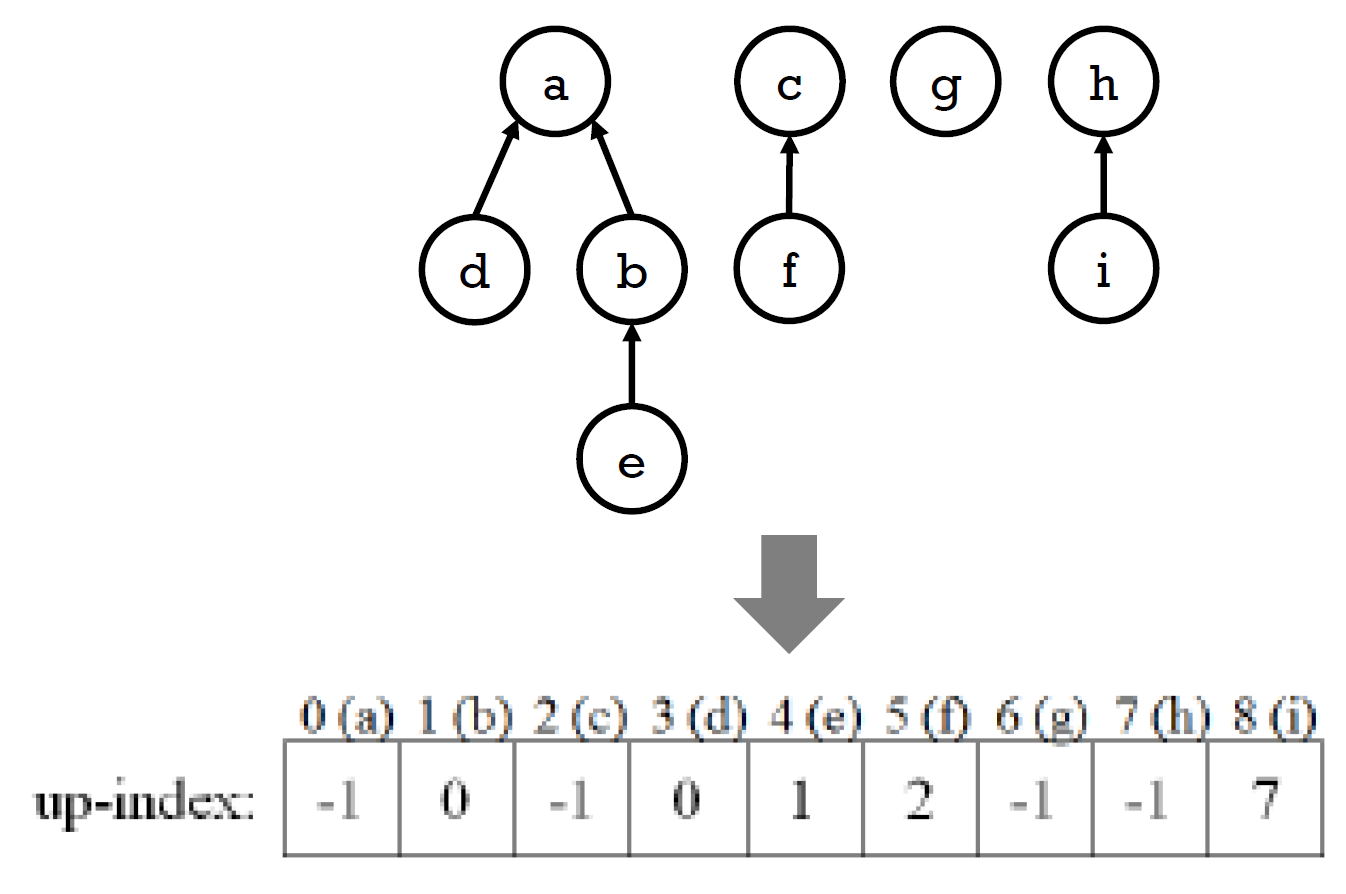 a c g h
d b f i
e
0 (a) 1 (b) 2 (c) 3 (d) 4 (e) 5 (f) 6 (g) 7 (h) 8 (i)
up-index: -1 0 -1 0 1 2 -1 -1 7